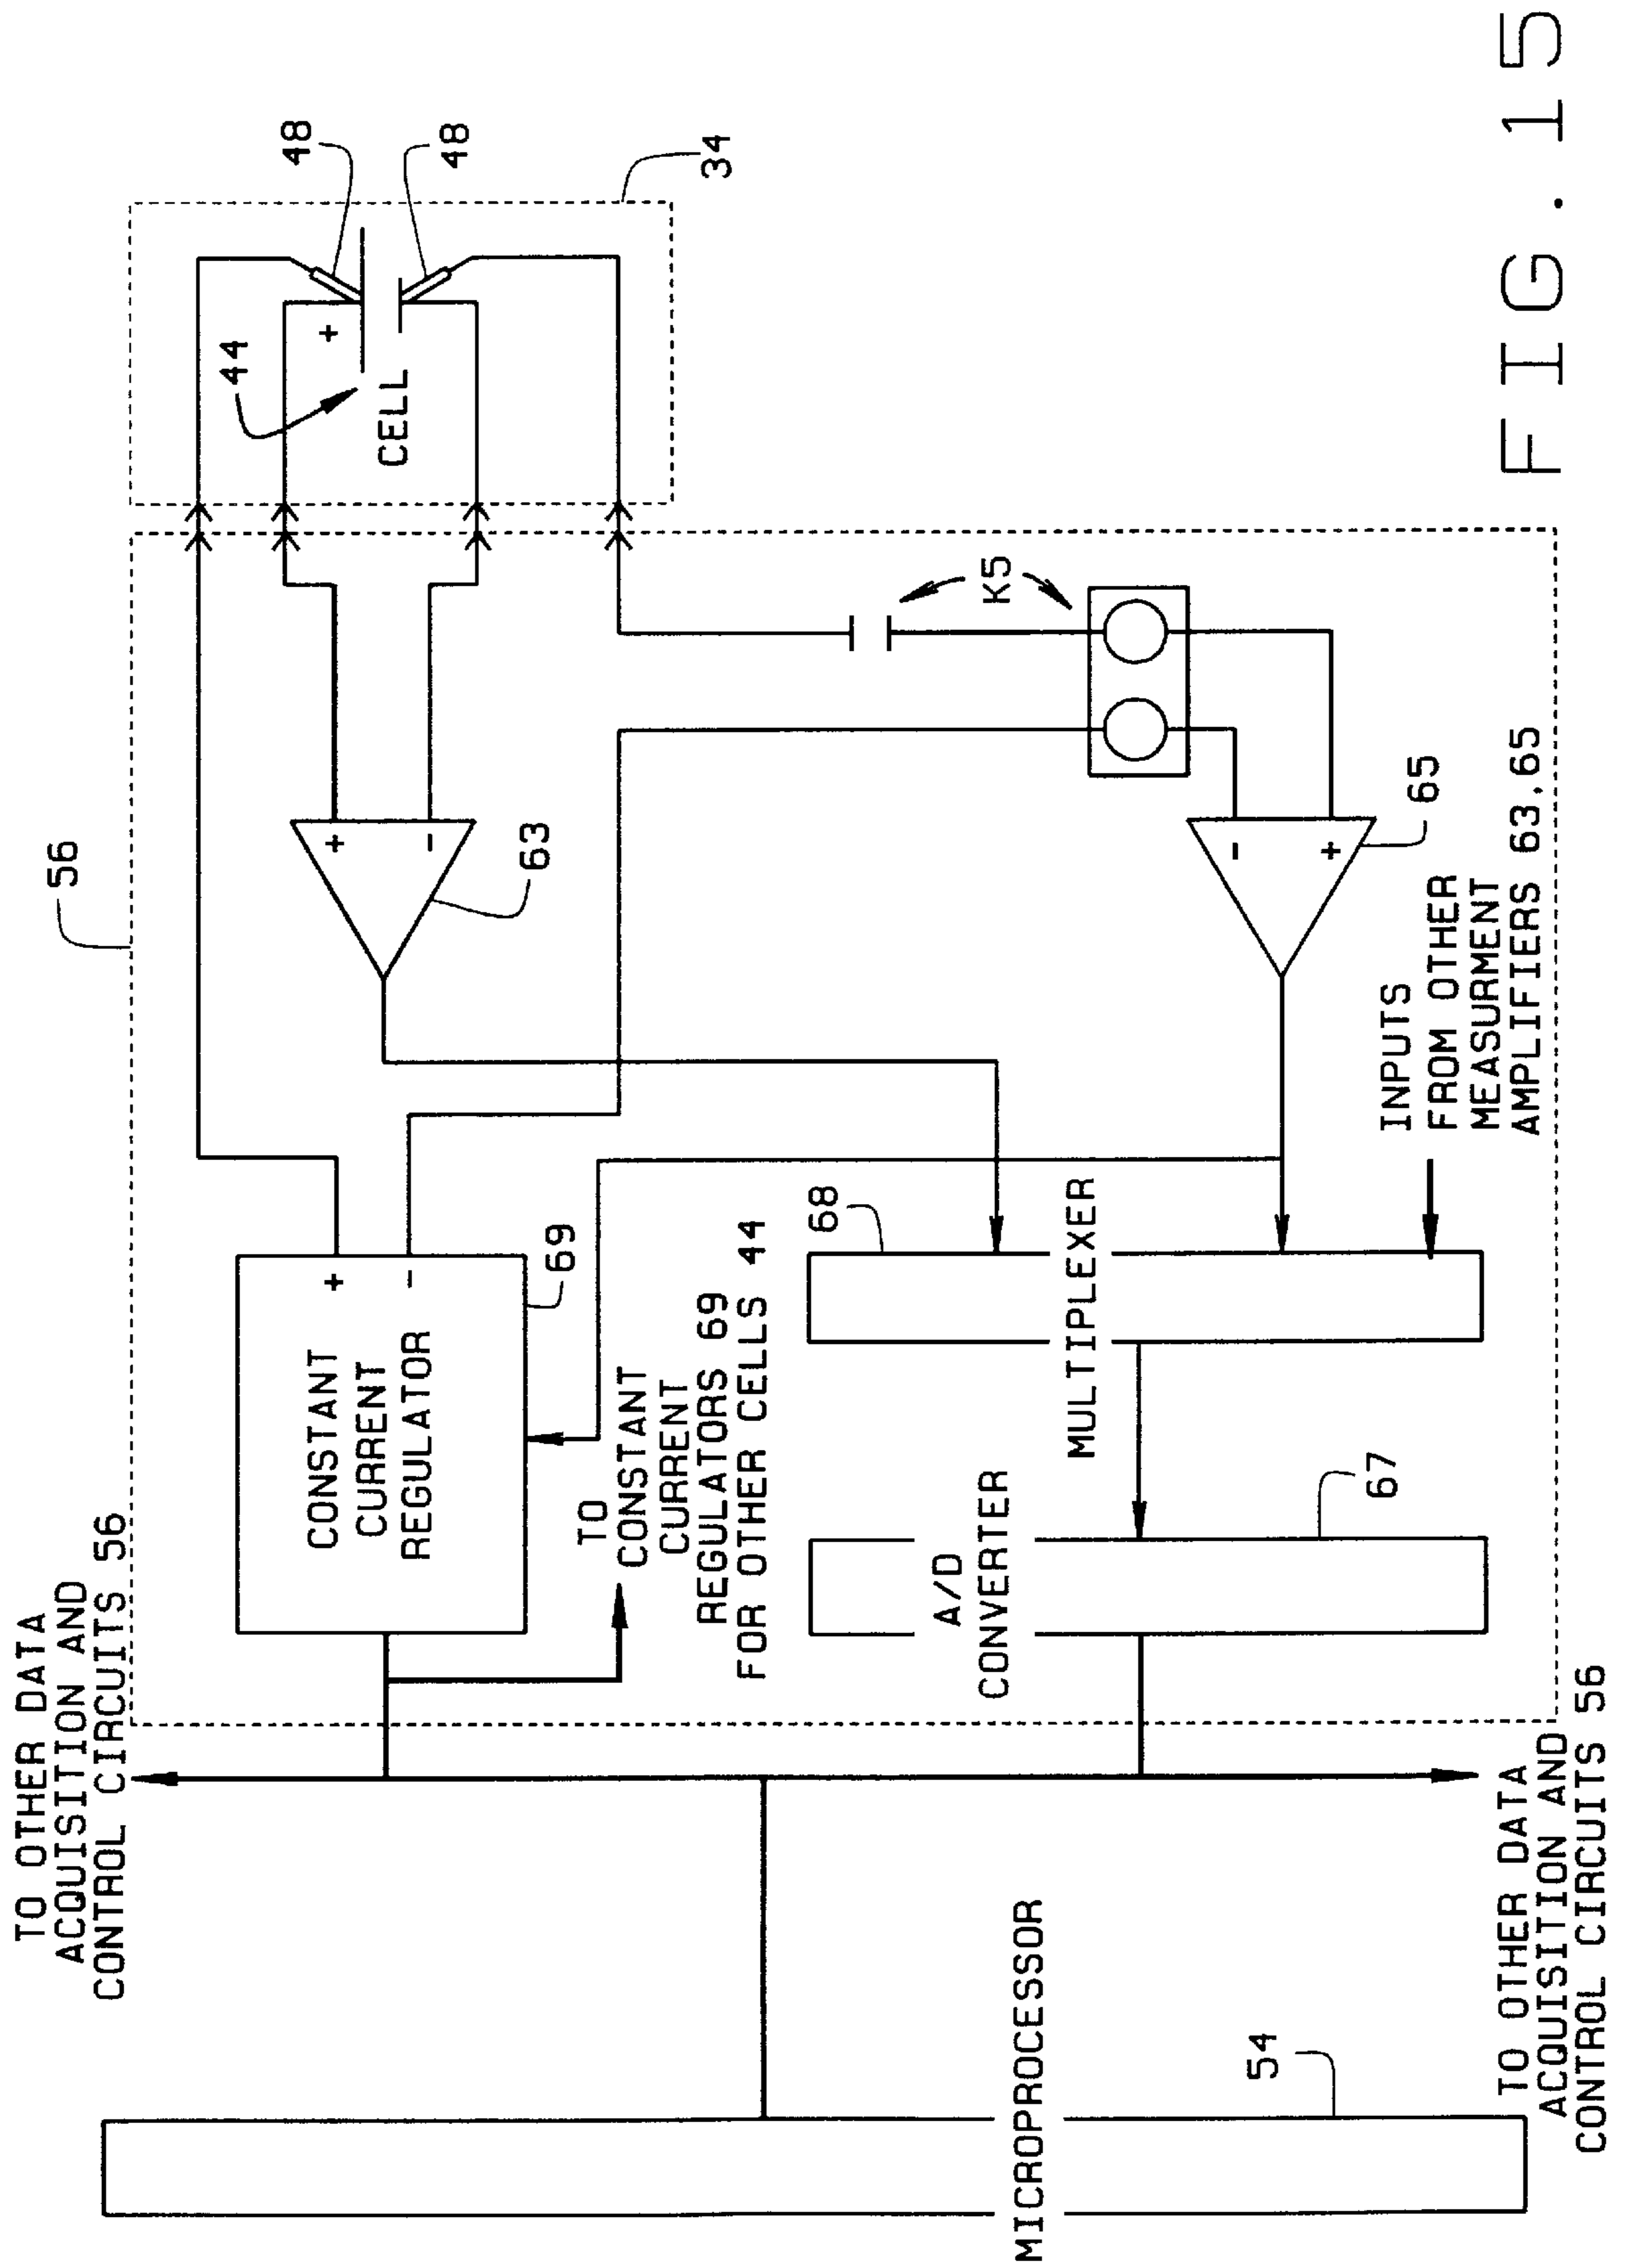 TO OTHER DATA
ACQUISITION AND
CONTROL CIRCUITS 56
56
48
48
44
+
CELL
34
+
-
63
CONSTANT
CURRENT
REGULATOR
+
-
69
TO
CONSTANT
CURRENT
REGULATORS 69
FOR OTHER CELLS 44
K5
-
+
65
68
MULTIPLEXER
A/D
CONVERTER
67
INPUTS
FROM OTHER
MEASURMENT
AMPLIFIERS 63,65
MICROPROCESSOR
54
TO OTHER DATA
ACQUISITION AND
CONTROL CIRCUITS 56
FIG. 15